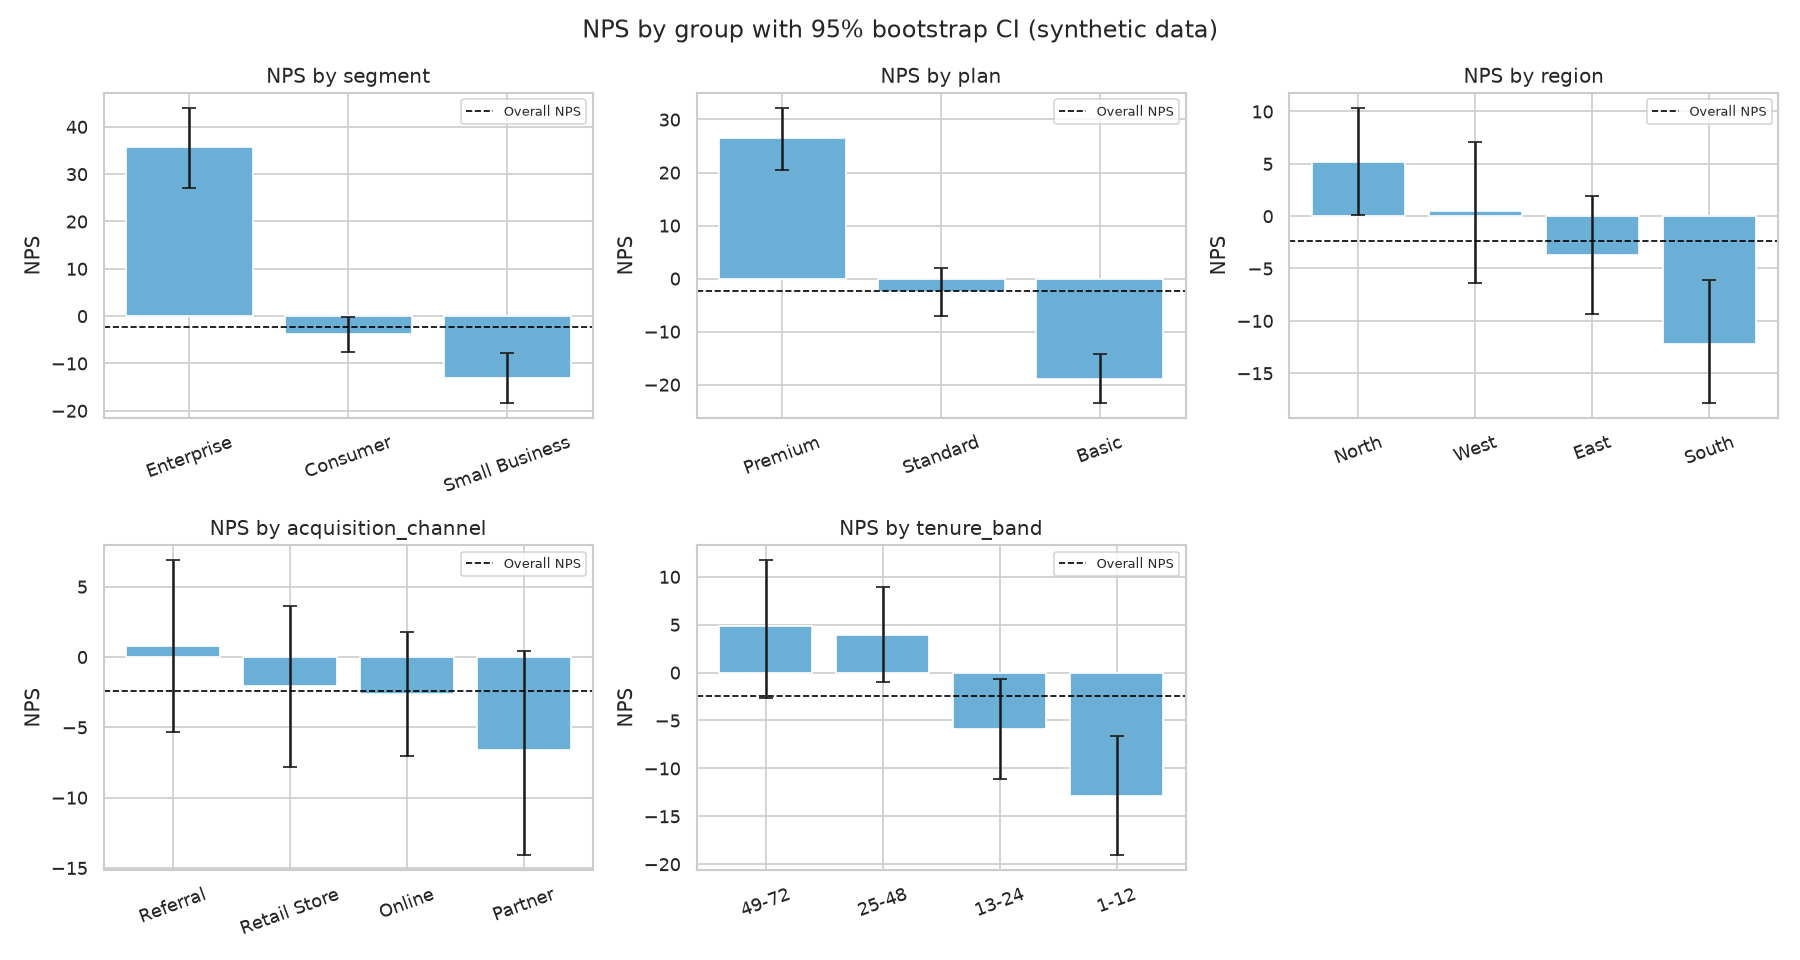 NPS by group with 95% bootstrap CI (synthetic data)
NPS by segment
Overall NPS
NPS
40
30
20
10
0
−10
−20
Enterprise
Consumer
Small Business
NPS by plan
Overall NPS
NPS
30
20
10
0
−10
−20
Premium
Standard
Basic
NPS by region
Overall NPS
NPS
10
5
0
−5
−10
−15
North
West
East
South
NPS by acquisition_channel
Overall NPS
NPS
5
0
−5
−10
−15
Referral
Retail Store
Online
Partner
NPS by tenure_band
Overall NPS
NPS
10
5
0
−5
−10
−15
−20
49-72
25-48
13-24
1-12